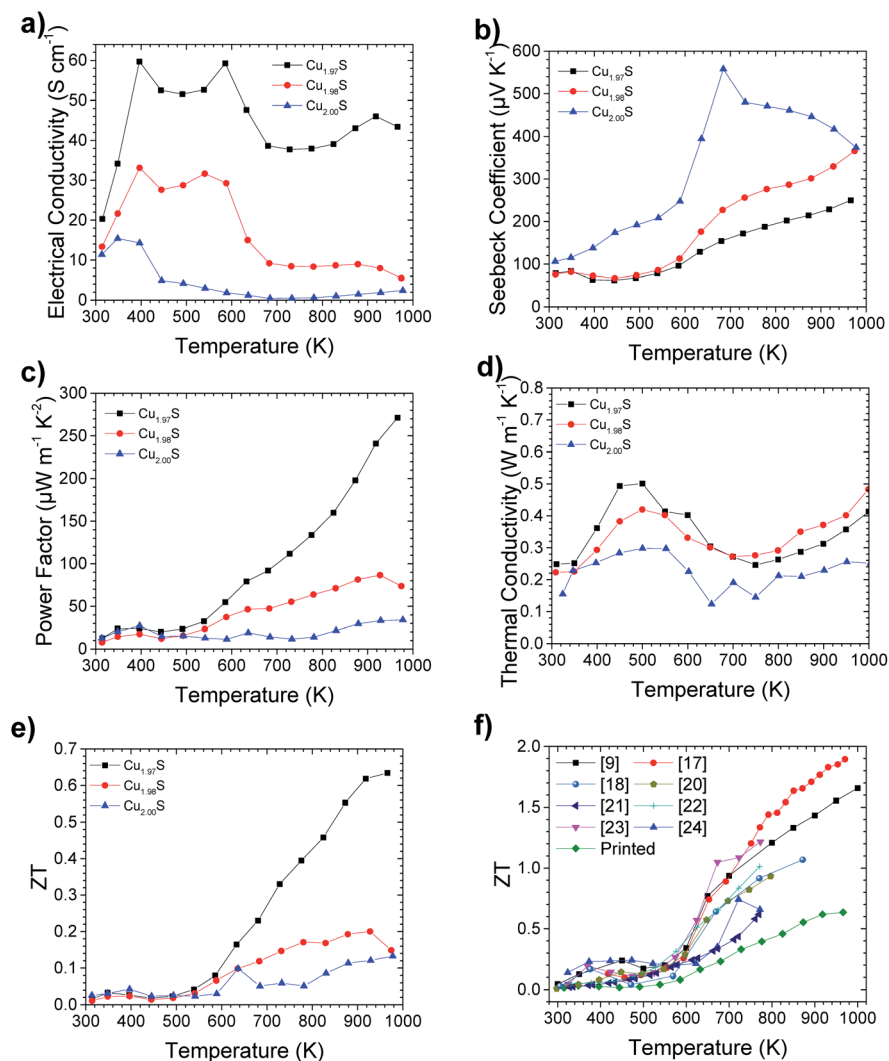 a)
Electrical Conductivity (S cm⁻¹)
60
50
40
30
20
10
0
Cu₁.₉₇S
Cu₁.₉₈S
Cu₂.₀₀S
300 400 500 600 700 800 900 1000
Temperature (K)
b)
Seebeck Coefficient (µV K⁻¹)
600
500
400
300
200
100
0
Cu₁.₉₇S
Cu₁.₉₈S
Cu₂.₀₀S
300 400 500 600 700 800 900 1000
Temperature (K)
c)
Power Factor (µW m⁻¹ K⁻²)
300
250
200
150
100
50
0
Cu₁.₉₇S
Cu₁.₉₈S
Cu₂.₀₀S
300 400 500 600 700 800 900 1000
Temperature (K)
d)
Thermal Conductivity (W m⁻¹ K⁻¹)
0.8
0.7
0.6
0.5
0.4
0.3
0.2
0.1
0.0
Cu₁.₉₇S
Cu₁.₉₈S
Cu₂.₀₀S
300 400 500 600 700 800 900 1000
Temperature (K)
e)
ZT
0.7
0.6
0.5
0.4
0.3
0.2
0.1
0.0
Cu₁.₉₇S
Cu₁.₉₈S
Cu₂.₀₀S
300 400 500 600 700 800 900 1000
Temperature (K)
f)
ZT
2.0
1.5
1.0
0.5
0.0
[9] [17]
[18] [20]
[21] [22]
[23] [24]
Printed
300 400 500 600 700 800 900 1000
Temperature (K)